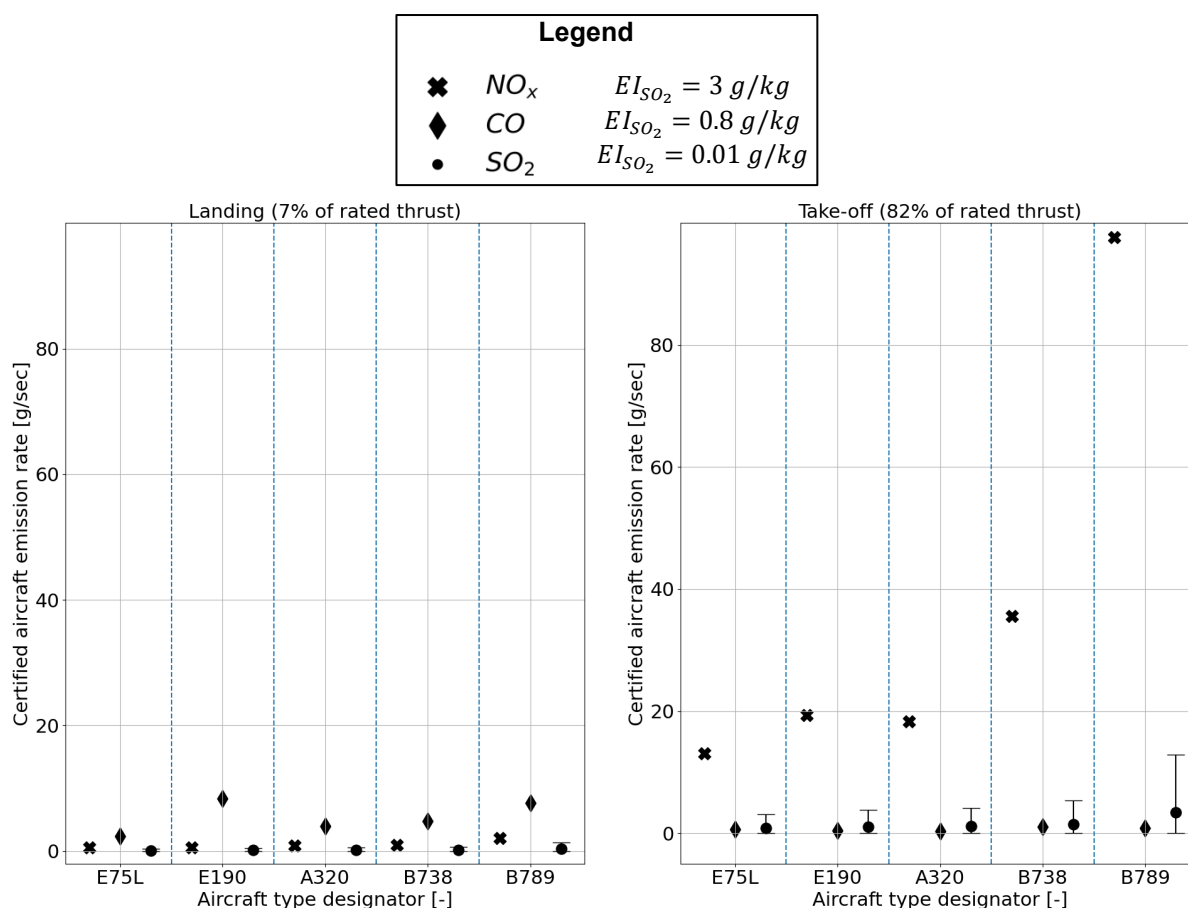 Legend
NOₓ EI_SO₂ = 3 g/kg
CO EI_SO₂ = 0.8 g/kg
SO₂ EI_SO₂ = 0.01 g/kg
Landing (7% of rated thrust)
Certified aircraft emission rate [g/sec]
80
60
40
20
0
E75L E190 A320 B738 B789
Aircraft type designator [-]
Take-off (82% of rated thrust)
Certified aircraft emission rate [g/sec]
80
60
40
20
0
E75L E190 A320 B738 B789
Aircraft type designator [-]